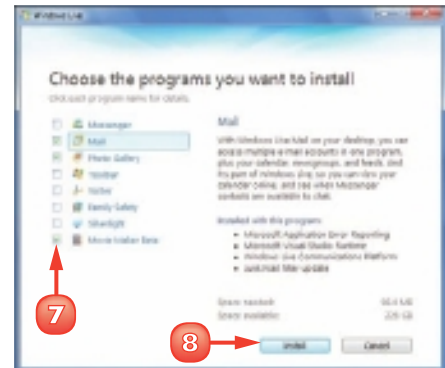 Windows Live
Choose the programs you want to install
Click each program name for details.
Messenger
Mail
Photo Gallery
Toolbar
Writer
Family Safety
Silverlight
Movie Maker Beta
Mail
With Windows Live Mail on your desktop, you can
access multiple e-mail accounts in one program,
plus your calendar, newsgroups, and feeds. And
it's part of Windows Live, so you can view your
calendar online, and see when Messenger
contacts are available to chat.
Installed with this program:
• Microsoft Application Error Reporting
• Microsoft Visual Studio Runtime
• Windows Live Communications Platform
• Junk mail filter update
Space needed: MB
Space available: GB
7
8
Install
Cancel